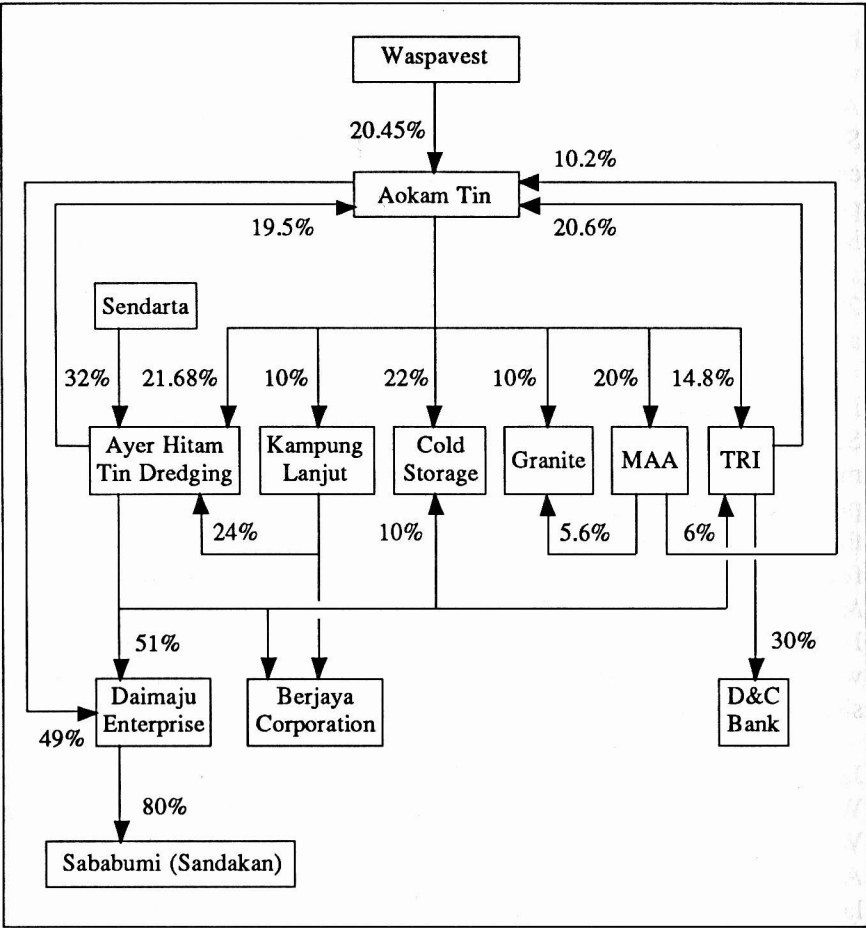 Waspavest
20.45%
10.2%
Aokam Tin
19.5%
20.6%
Sendarta
32%
21.68%
10%
22%
10%
20%
14.8%
Ayer Hitam
Tin Dredging
Kampung
Lanjut
Cold
Storage
Granite
MAA
TRI
24%
10%
5.6%
6%
51%
30%
Daimaju
Enterprise
Berjaya
Corporation
D&C
Bank
49%
80%
Sababumi (Sandakan)